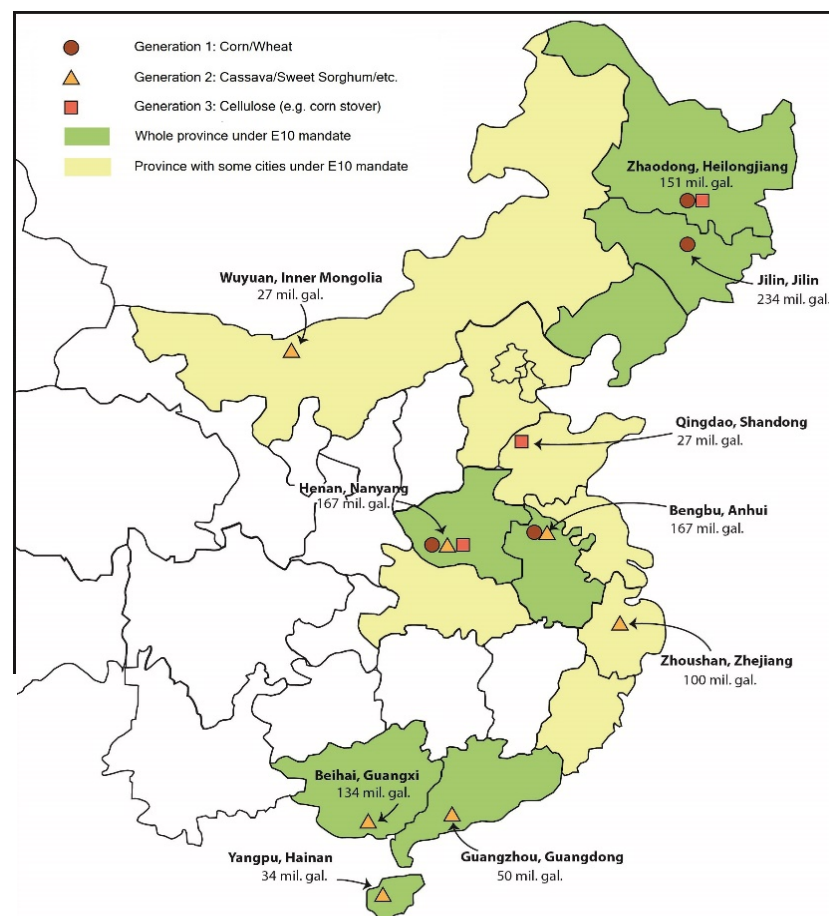 Generation 1: Corn/Wheat
Generation 2: Cassava/Sweet Sorghum/etc.
Generation 3: Cellulose (e.g. corn stover)
Whole province under E10 mandate
Province with some cities under E10 mandate
Zhaodong, Heilongjiang
151 mil. gal.
Wuyuan, Inner Mongolia
27 mil. gal.
Jilin, Jilin
234 mil. gal.
Qingdao, Shandong
27 mil. gal.
Henan, Nanyang
167 mil. gal.
Bengbu, Anhui
167 mil. gal.
Zhoushan, Zhejiang
100 mil. gal.
Beihai, Guangxi
134 mil. gal.
Yangpu, Hainan
34 mil. gal.
Guangzhou, Guangdong
50 mil. gal.